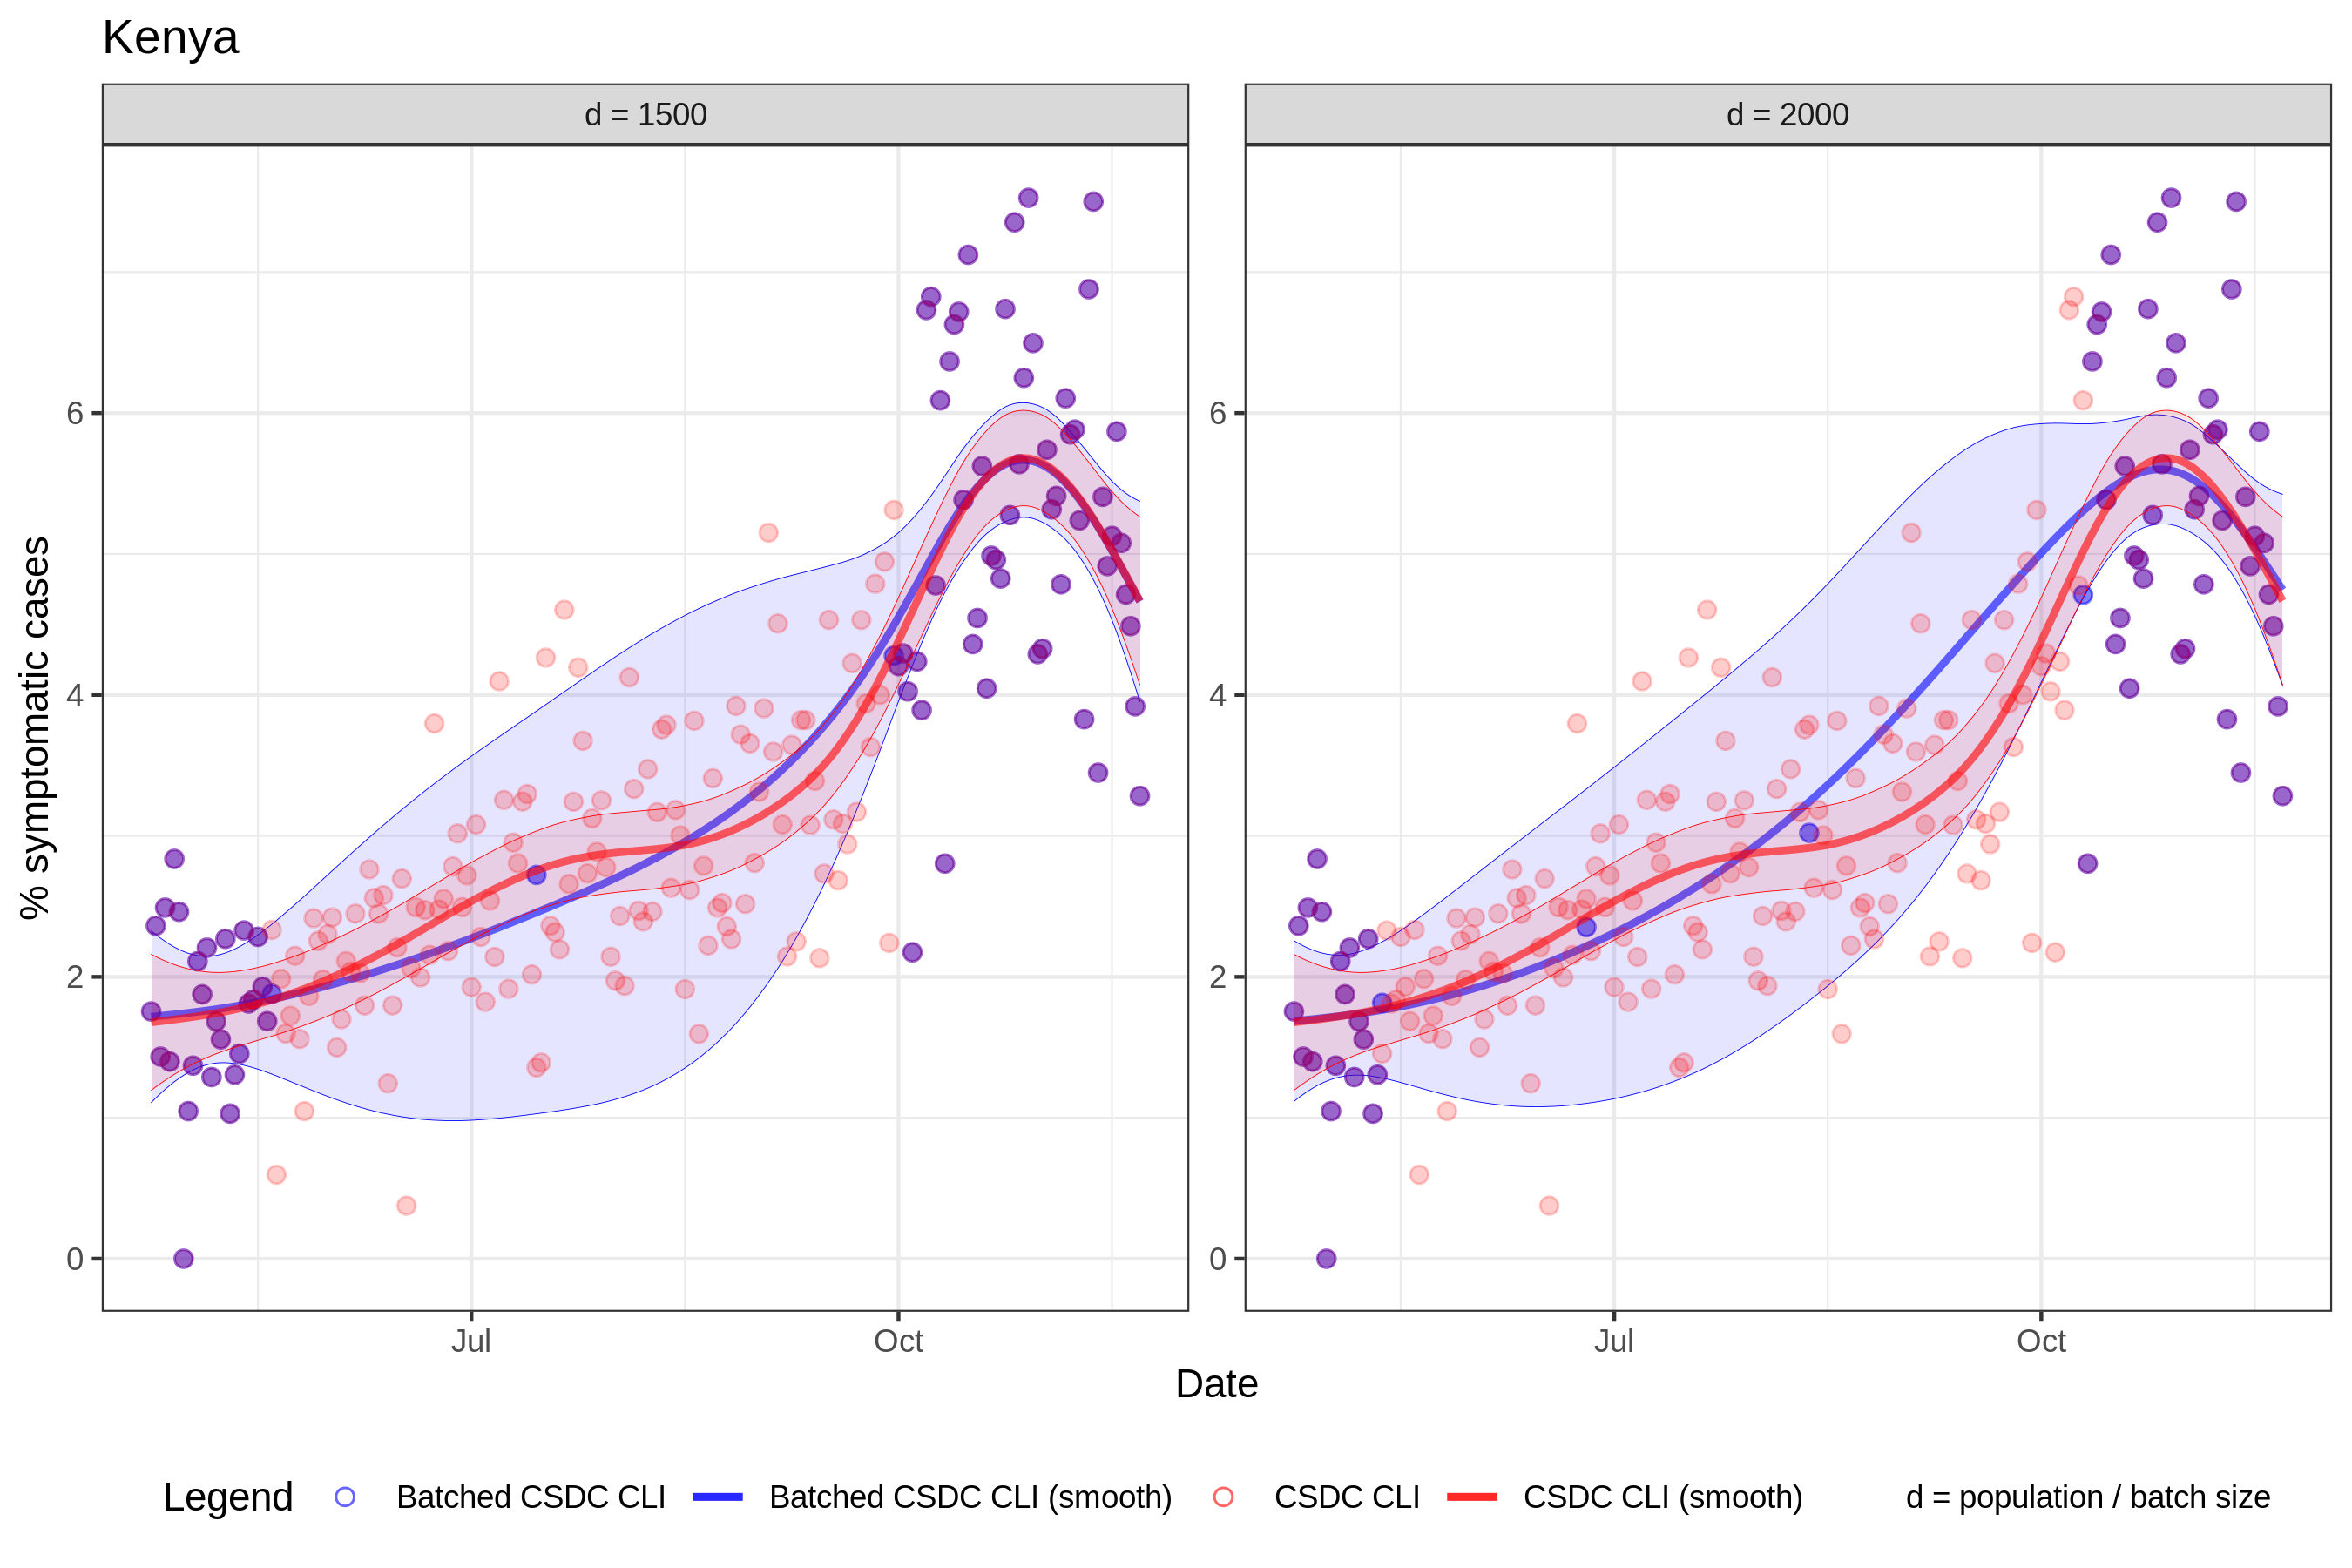 Kenya
d = 1500
d = 2000
% symptomatic cases
6
4
2
0
6
4
2
0
Jul
Oct
Jul
Oct
Date
Legend
Batched CSDC CLI
Batched CSDC CLI (smooth)
CSDC CLI
CSDC CLI (smooth)
d = population / batch size